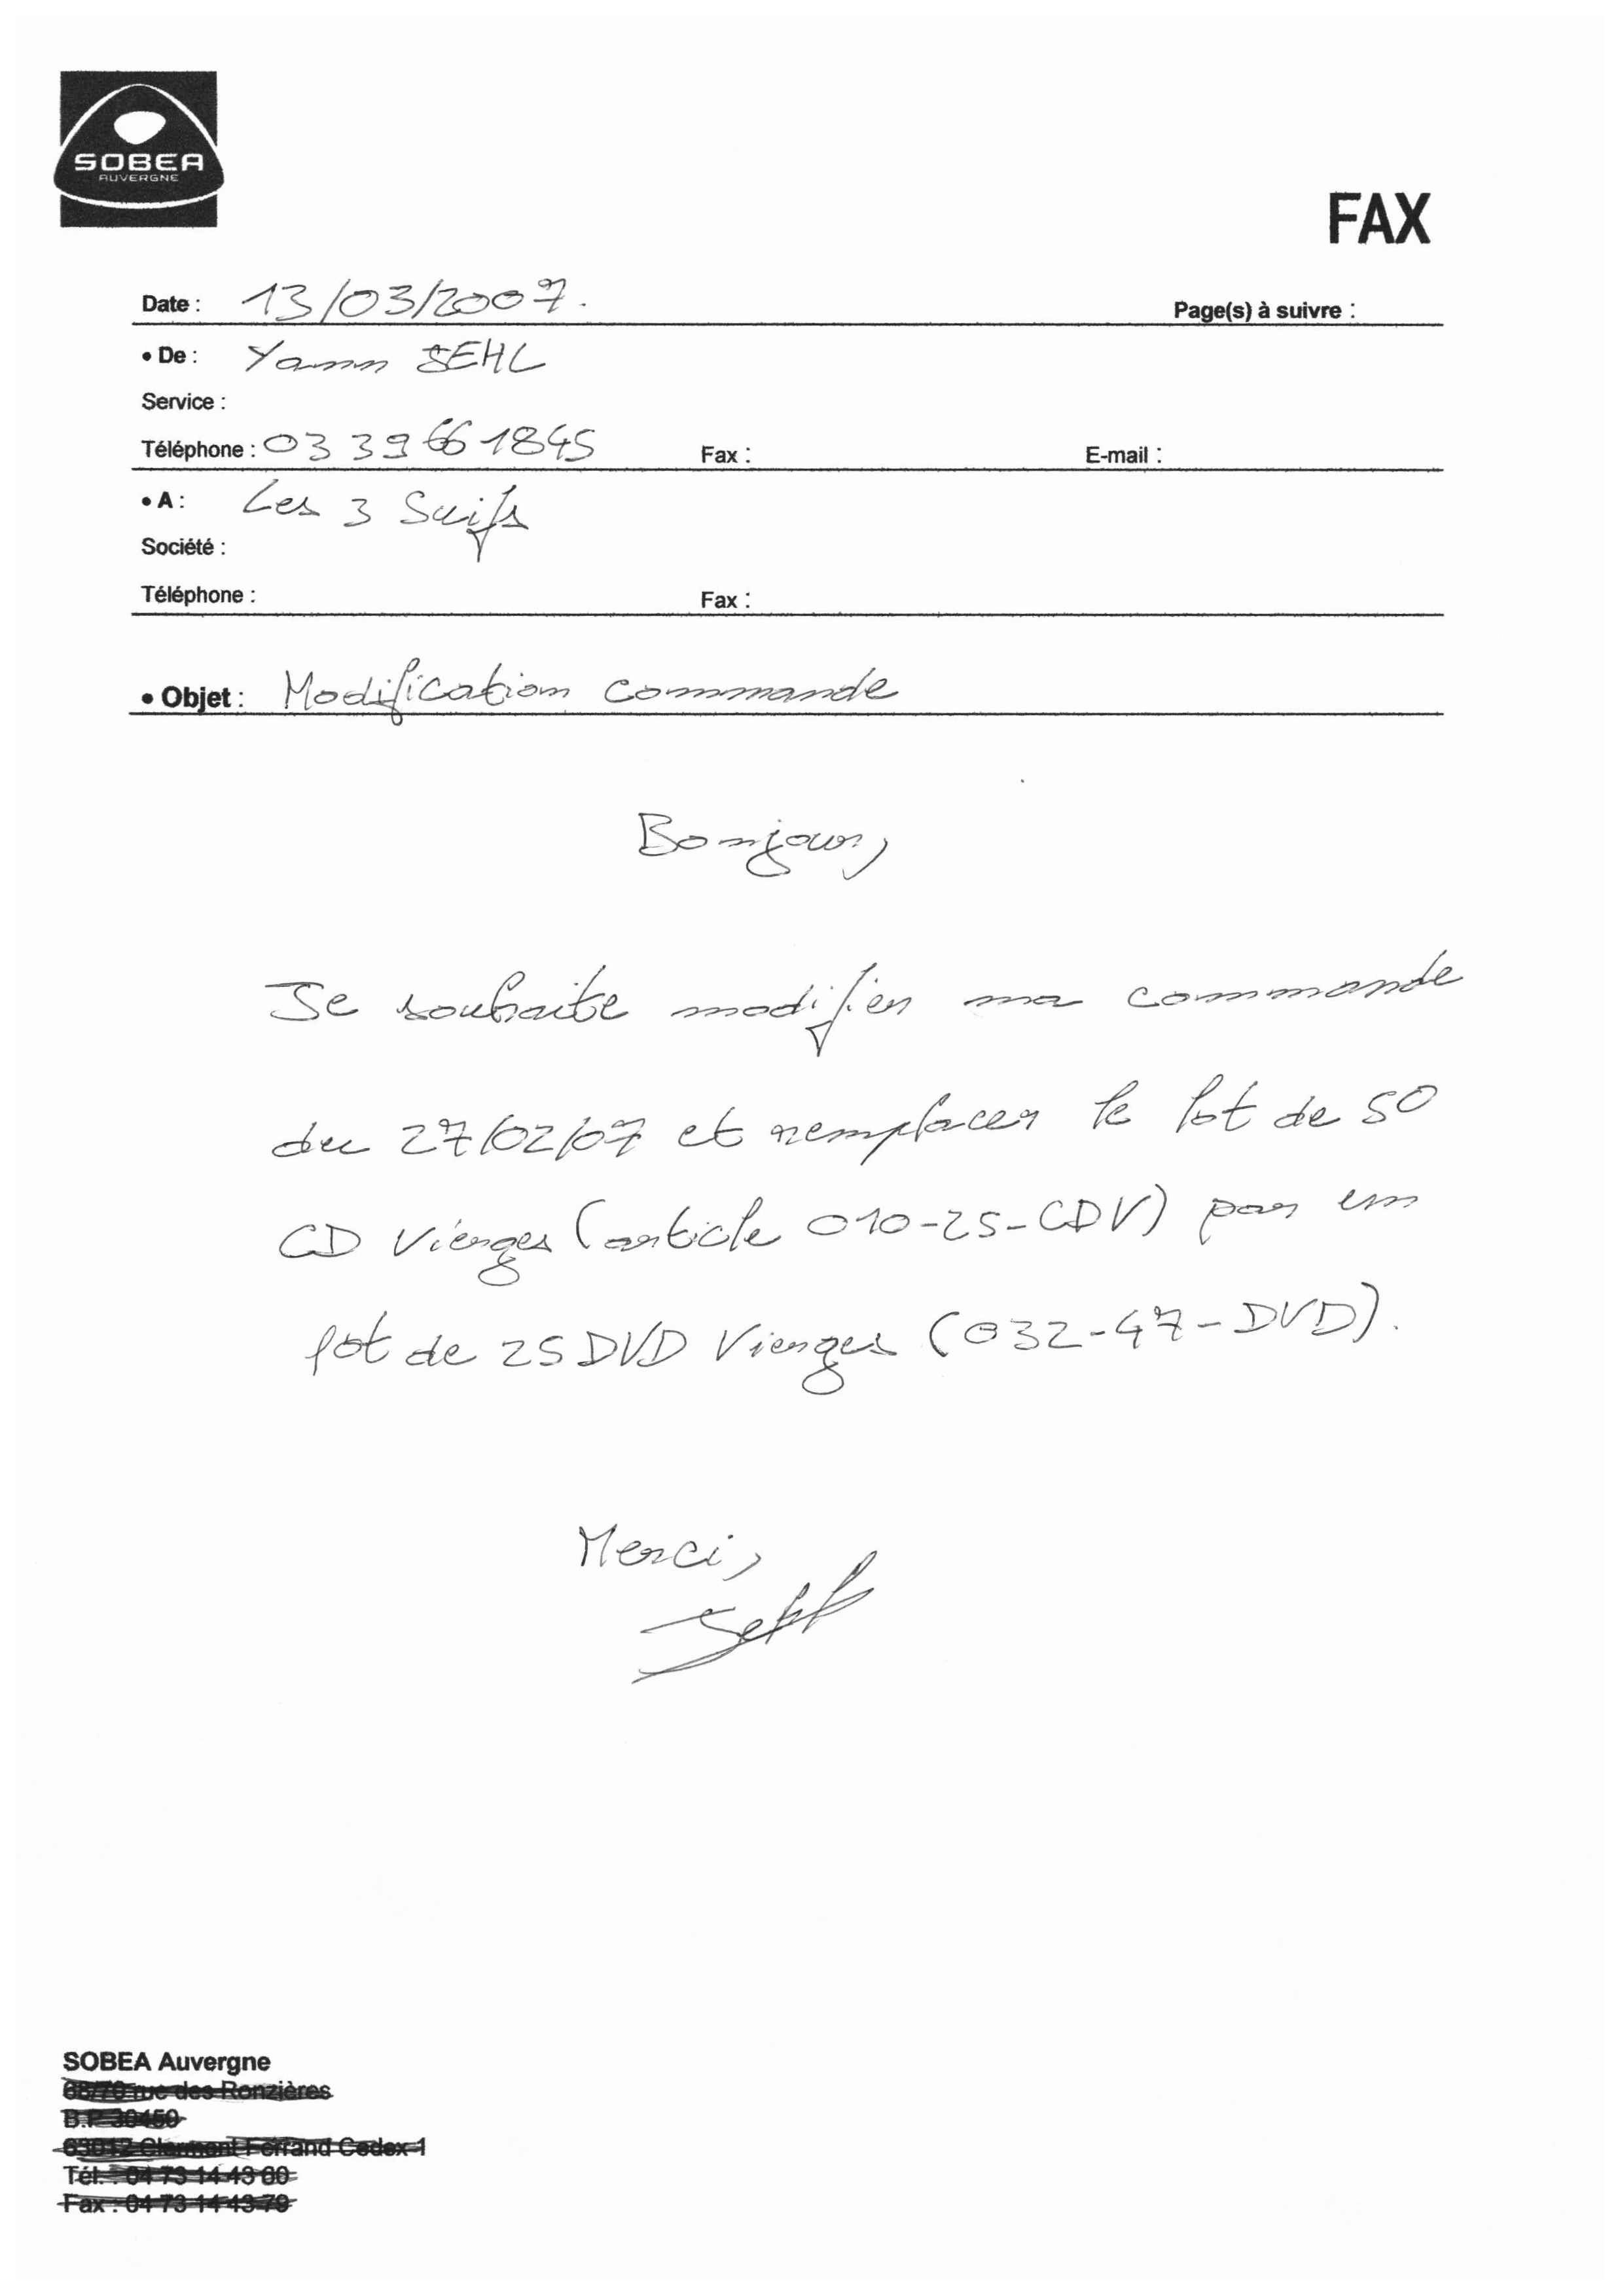 SOBEA
AUVERGNE
FAX
Date : 13/03/2007. Page(s) à suivre :
• De : Yann SEHL
Service :
Téléphone : 03 39 66 1845 Fax : E-mail :
• A : Les 3 Suifs
Société :
Téléphone : Fax :
• Objet : Modification commande
Bonjour,
Je souhaite modifier ma commande
du 27/02/07 et remplacer le lot de 50
CD Vierges (article 010-25-CDV) par un
lot de 25 DVD Vierges (032-47-DVD).
Merci,
Sehl
SOBEA Auvergne
68/70 rue des Ronzières
B.P 30450
63012 Clermont Ferrand Cedex 1
Tél. : 04 73 14 43 80
Fax : 04 73 14 43 79